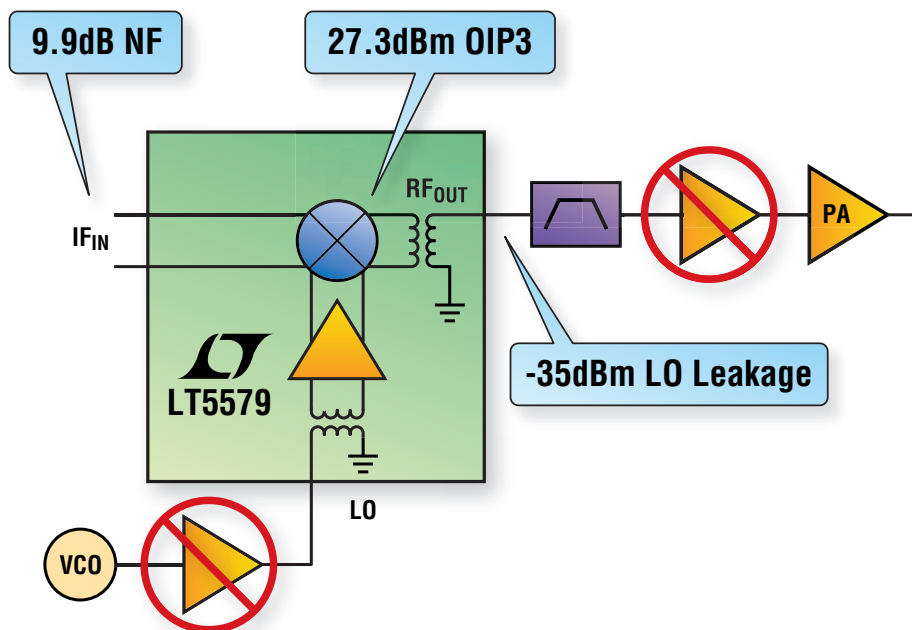 9.9dB NF
27.3dBm OIP3
RFOUT
IFIN
PA
-35dBm LO Leakage
LT5579
LO
VCO